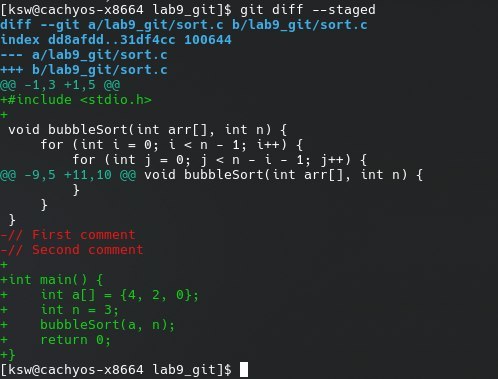 [ksw@cachyos-x8664 lab9_git]$ git diff --staged
diff --git a/lab9_git/sort.c b/lab9_git/sort.c
index dd8afdd..31df4cc 100644
--- a/lab9_git/sort.c
+++ b/lab9_git/sort.c
@@ -1,3 +1,5 @@
+#include <stdio.h>
+
 void bubbleSort(int arr[], int n) {
     for (int i = 0; i < n - 1; i++) {
         for (int j = 0; j < n - i - 1; j++) {
@@ -9,5 +11,10 @@ void bubbleSort(int arr[], int n) {
         }
     }
 }
-// First comment
-// Second comment
+
+int main() {
+    int a[] = {4, 2, 0};
+    int n = 3;
+    bubbleSort(a, n);
+    return 0;
+}
[ksw@cachyos-x8664 lab9_git]$